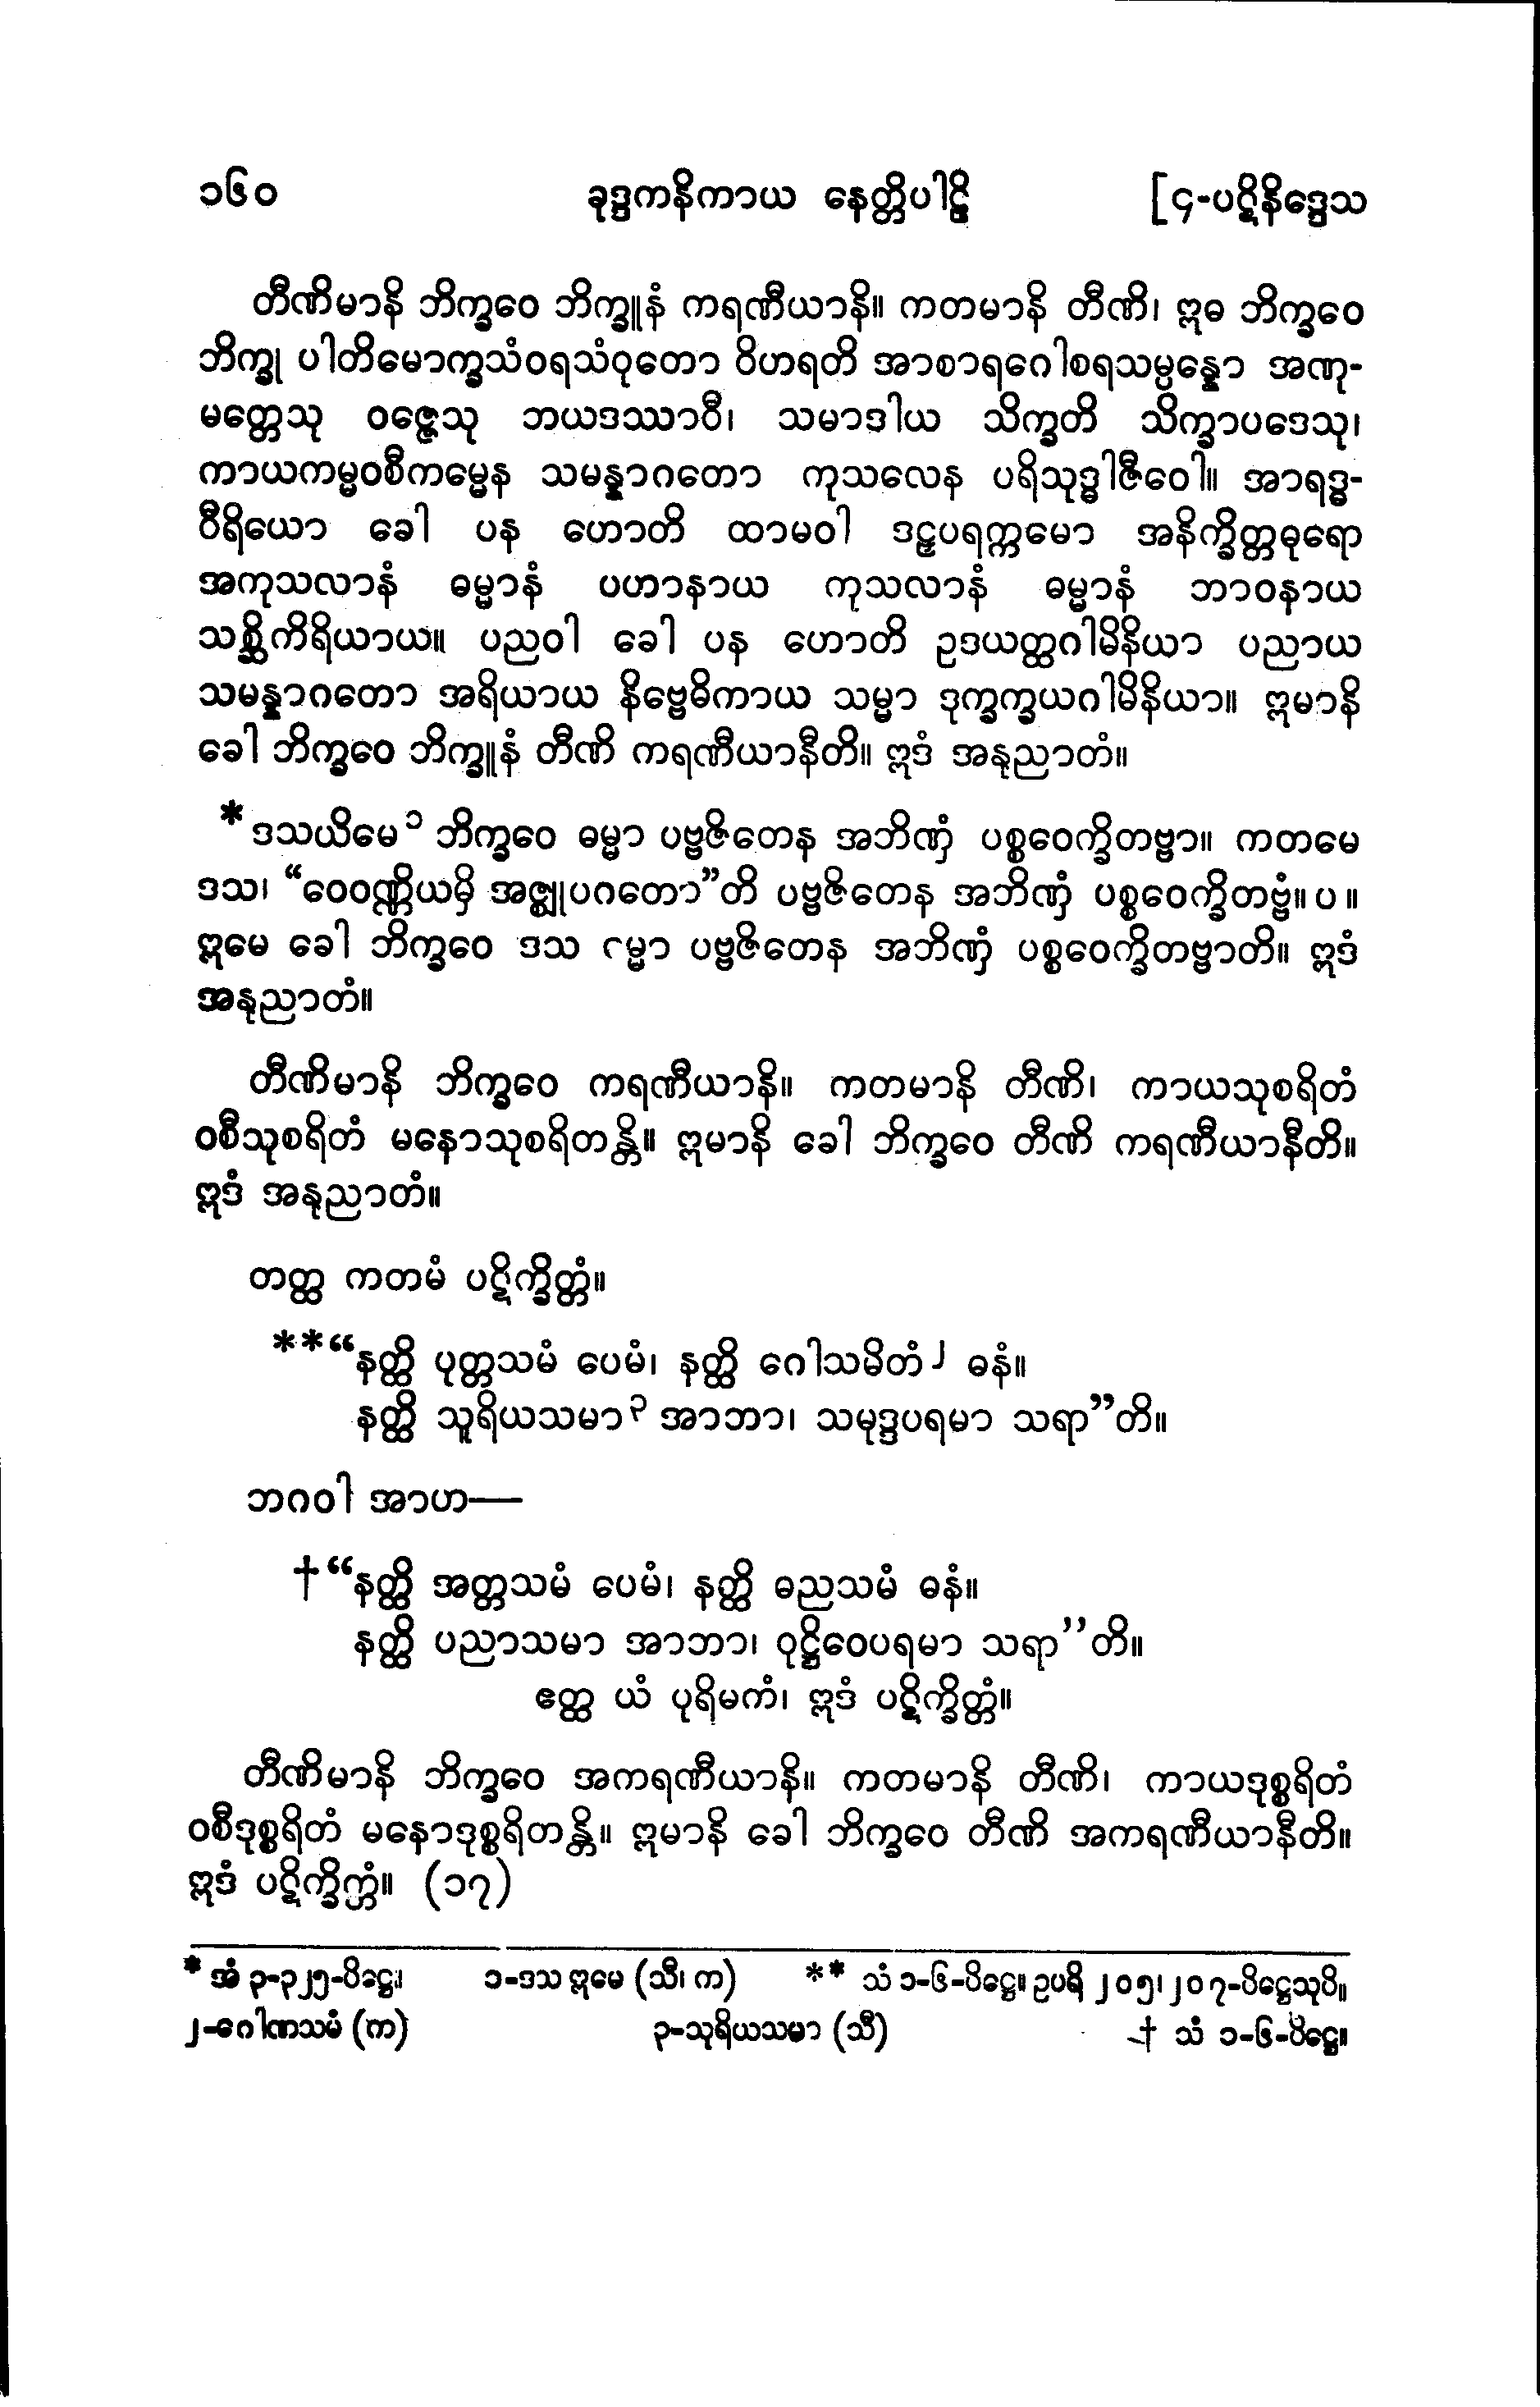 ၁၆၀ ခုဒ္ဒကနိကာယ နေတ္တိပါဠိ [၄-ပဋိနိဒ္ဒေသ
တီဏိမာနိ ဘိက္ခဝေ ဘိက္ခူနံ ကရဏီယာနိ။ ကတမာနိ တီဏိ၊ ဣဓ ဘိက္ခဝေ
ဘိက္ခု ပါတိမောက္ခသံဝရသံဝုတော ဝိဟရတိ အာစာရဂေါစရသမ္ပန္နော အဏု-
မတ္တေသု ဝဇ္ဇေသု ဘယဒဿာဝီ၊ သမာဒါယ သိက္ခတိ သိက္ခာပဒေသု၊
ကာယကမ္မဝစီကမ္မေန သမန္နာဂတော ကုသလေန ပရိသုဒ္ဓါဇီဝေါ။ အာရဒ္ဓ-
ဝီရိယော ခေါ ပန ဟောတိ ထာမဝါ ဒဠှပရက္ကမော အနိက္ခိတ္တဓုရော
အကုသလာနံ ဓမ္မာနံ ပဟာနာယ ကုသလာနံ ဓမ္မာနံ ဘာဝနာယ
သစ္ဆိကိရိယာယ။ ပညဝါ ခေါ ပန ဟောတိ ဥဒယတ္ထဂါမိနိယာ ပညာယ
သမန္နာဂတော အရိယာယ နိဗ္ဗေဓိကာယ သမ္မာ ဒုက္ခက္ခယဂါမိနိယာ။ ဣမာနိ
ခေါ ဘိက္ခဝေ ဘိက္ခူနံ တီဏိ ကရဏီယာနီတိ။ ဣဒံ အနုညာတံ။
*ဒသယိမေ၁ ဘိက္ခဝေ ဓမ္မာ ပဗ္ဗဇိတေန အဘိဏှံ ပစ္စဝေက္ခိတဗ္ဗာ။ ကတမေ
ဒသ၊ “ဝေဝဏ္ဏိယမှိ အဇ္ဈုပဂတော”တိ ပဗ္ဗဇိတေန အဘိဏှံ ပစ္စဝေက္ခိတဗ္ဗံ။ ပ ။
ဣမေ ခေါ ဘိက္ခဝေ ဒသ ဓမ္မာ ပဗ္ဗဇိတေန အဘိဏှံ ပစ္စဝေက္ခိတဗ္ဗာတိ။ ဣဒံ
အနုညာတံ။
တီဏိမာနိ ဘိက္ခဝေ ကရဏီယာနိ။ ကတမာနိ တီဏိ၊ ကာယသုစရိတံ
ဝစီသုစရိတံ မနောသုစရိတန္တိ။ ဣမာနိ ခေါ ဘိက္ခဝေ တီဏိ ကရဏီယာနီတိ။
ဣဒံ အနုညာတံ။
တတ္ထ ကတမံ ပဋိက္ခိတ္တံ။
**“နတ္ထိ ပုတ္တသမံ ပေမံ၊ နတ္ထိ ဂေါသမိတံ၂ ဓနံ။
နတ္ထိ သူရိယသမာ၃ အာဘာ၊ သမုဒ္ဒပရမာ သရာ”တိ။
ဘဂဝါ အာဟ—
†“နတ္ထိ အတ္တသမံ ပေမံ၊ နတ္ထိ ဓညသမံ ဓနံ။
နတ္ထိ ပညာသမာ အာဘာ၊ ဝုဋ္ဌိဝေပရမာ သရာ”တိ။
ဧတ္ထ ယံ ပုရိမကံ၊ ဣဒံ ပဋိက္ခိတ္တံ။
တီဏိမာနိ ဘိက္ခဝေ အကရဏီယာနိ။ ကတမာနိ တီဏိ၊ ကာယဒုစ္စရိတံ
ဝစီဒုစ္စရိတံ မနောဒုစ္စရိတန္တိ။ ဣမာနိ ခေါ ဘိက္ခဝေ တီဏိ အကရဏီယာနီတိ။
ဣဒံ ပဋိက္ခိတ္တံ။ (၁၇)
* အံ ၃-၃၂၅-ပိဋ္ဌေ။ ၁-ဒသ ဣမေ (သီ၊ က) ** သံ ၁-၆-ပိဋ္ဌေ။ ဥပရိ ၂၀၅၊၂၀၇-ပိဋ္ဌေသုပိ။
၂-ဂေါဏသမံ (က) ၃-သုရိယသမာ (သီ) † သံ ၁-၆-ပိဋ္ဌေ။